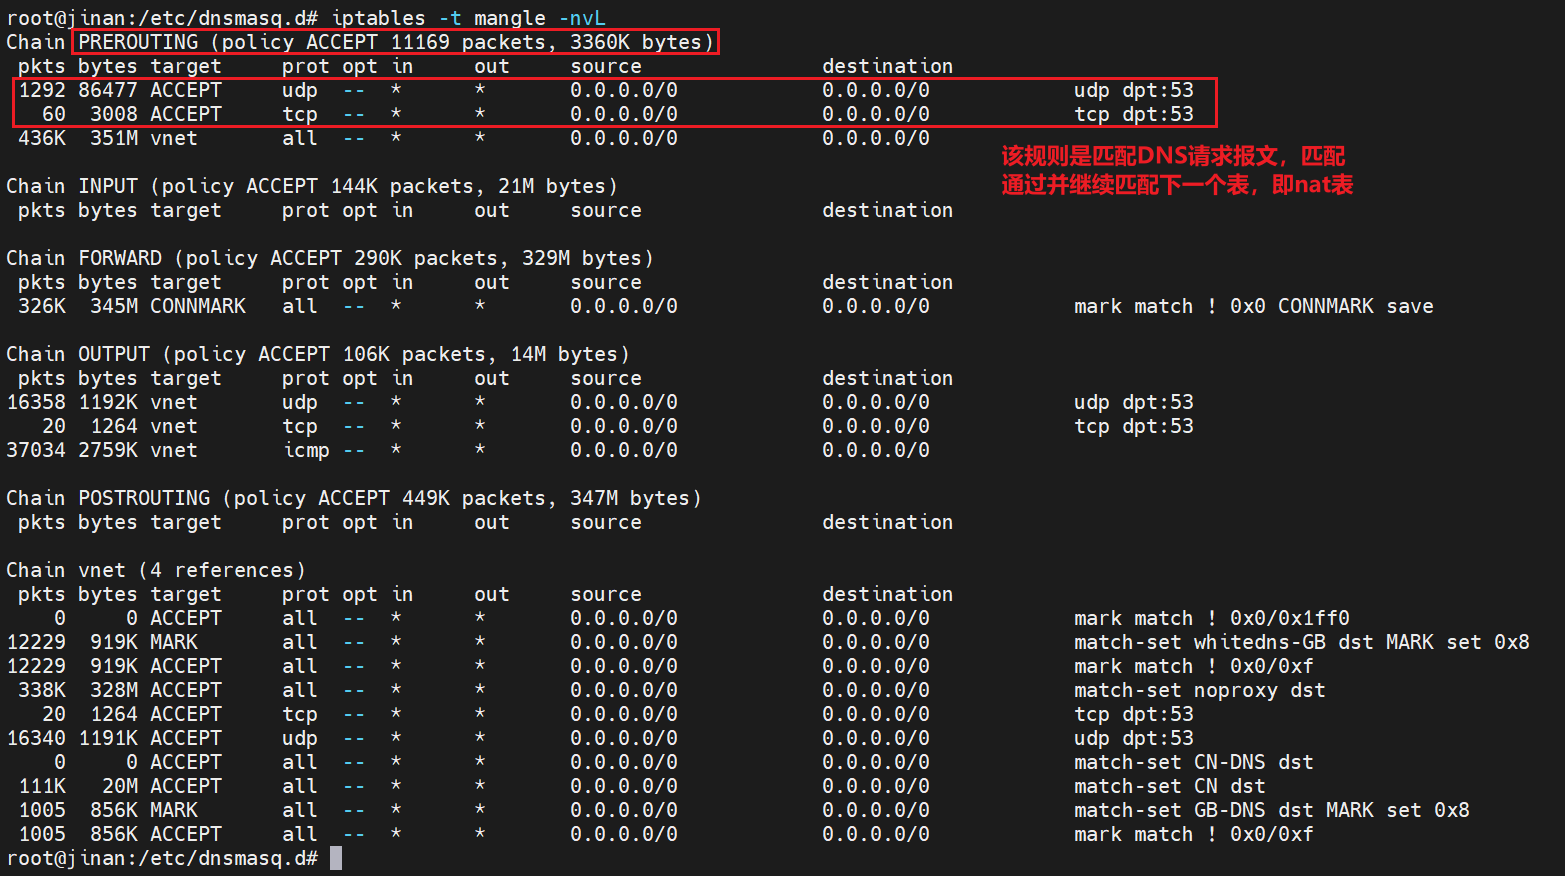 root@jinan:/etc/dnsmasq.d# iptables -t mangle -nvL
Chain PREROUTING (policy ACCEPT 11169 packets, 3360K bytes)
pkts bytes target prot opt in out source destination
1292 86477 ACCEPT udp -- * * 0.0.0.0/0 0.0.0.0/0 udp dpt:53
60 3008 ACCEPT tcp -- * * 0.0.0.0/0 0.0.0.0/0 tcp dpt:53
436K 351M vnet all -- * * 0.0.0.0/0 0.0.0.0/0
该规则是匹配DNS请求报文，匹配
通过并继续匹配下一个表，即nat表
Chain INPUT (policy ACCEPT 144K packets, 21M bytes)
pkts bytes target prot opt in out source destination
Chain FORWARD (policy ACCEPT 290K packets, 329M bytes)
pkts bytes target prot opt in out source destination
326K 345M CONNMARK all -- * * 0.0.0.0/0 0.0.0.0/0 mark match ! 0x0 CONNMARK save
Chain OUTPUT (policy ACCEPT 106K packets, 14M bytes)
pkts bytes target prot opt in out source destination
16358 1192K vnet udp -- * * 0.0.0.0/0 0.0.0.0/0 udp dpt:53
20 1264 vnet tcp -- * * 0.0.0.0/0 0.0.0.0/0 tcp dpt:53
37034 2759K vnet icmp -- * * 0.0.0.0/0 0.0.0.0/0
Chain POSTROUTING (policy ACCEPT 449K packets, 347M bytes)
pkts bytes target prot opt in out source destination
Chain vnet (4 references)
pkts bytes target prot opt in out source destination
0 0 ACCEPT all -- * * 0.0.0.0/0 0.0.0.0/0 mark match ! 0x0/0x1ff0
12229 919K MARK all -- * * 0.0.0.0/0 0.0.0.0/0 match-set whitedns-GB dst MARK set 0x8
12229 919K ACCEPT all -- * * 0.0.0.0/0 0.0.0.0/0 mark match ! 0x0/0xf
338K 328M ACCEPT all -- * * 0.0.0.0/0 0.0.0.0/0 match-set noproxy dst
20 1264 ACCEPT tcp -- * * 0.0.0.0/0 0.0.0.0/0 tcp dpt:53
16340 1191K ACCEPT udp -- * * 0.0.0.0/0 0.0.0.0/0 udp dpt:53
0 0 ACCEPT all -- * * 0.0.0.0/0 0.0.0.0/0 match-set CN-DNS dst
111K 20M ACCEPT all -- * * 0.0.0.0/0 0.0.0.0/0 match-set CN dst
1005 856K MARK all -- * * 0.0.0.0/0 0.0.0.0/0 match-set GB-DNS dst MARK set 0x8
1005 856K ACCEPT all -- * * 0.0.0.0/0 0.0.0.0/0 mark match ! 0x0/0xf
root@jinan:/etc/dnsmasq.d#